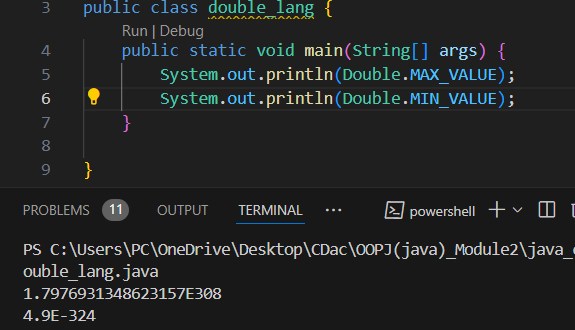 3 public class double_lang {
Run | Debug
4 public static void main(String[] args) {
5 System.out.println(Double.MAX_VALUE);
6 System.out.println(Double.MIN_VALUE);
7 }
8
9 }
PROBLEMS 11 OUTPUT TERMINAL ··· powershell
PS C:\Users\PC\OneDrive\Desktop\CDac\OOPJ(java)_Module2\java_
ouble_lang.java
1.7976931348623157E308
4.9E-324